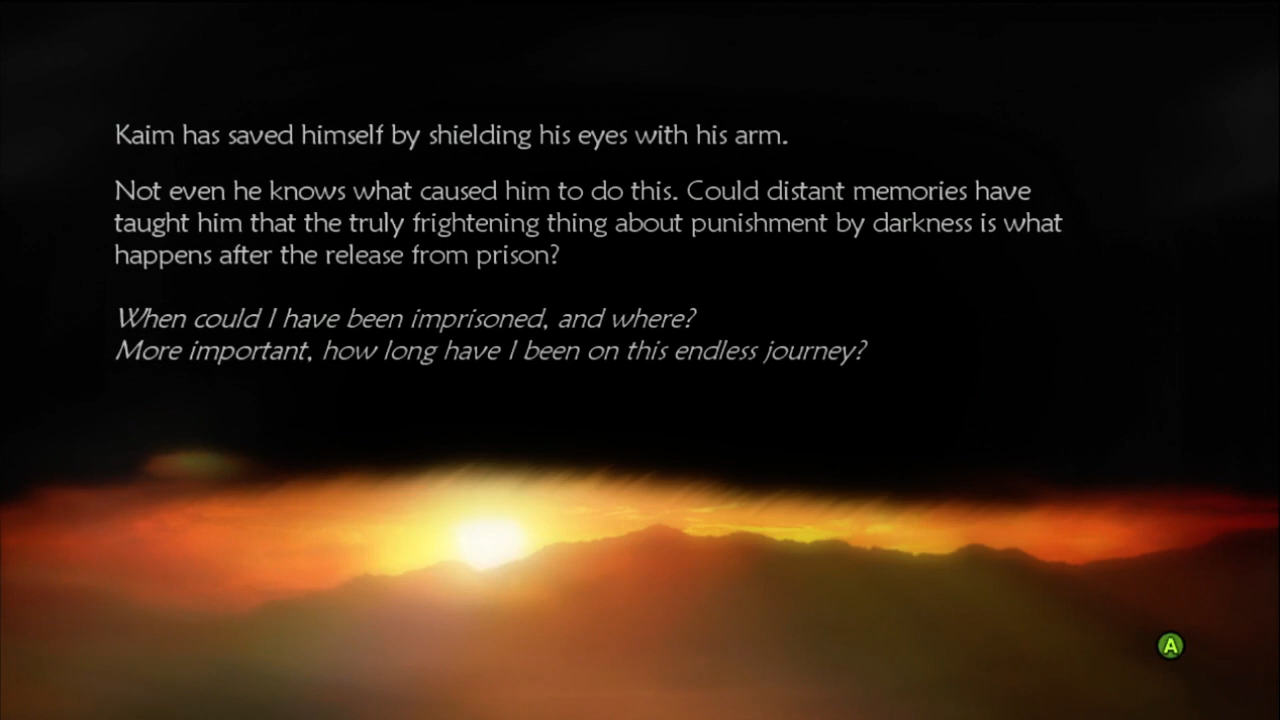 Kaim has saved himself by shielding his eyes with his arm.
Not even he knows what caused him to do this. Could distant memories have
taught him that the truly frightening thing about punishment by darkness is what
happens after the release from prison?
When could I have been imprisoned, and where?
More important, how long have I been on this endless journey?
A